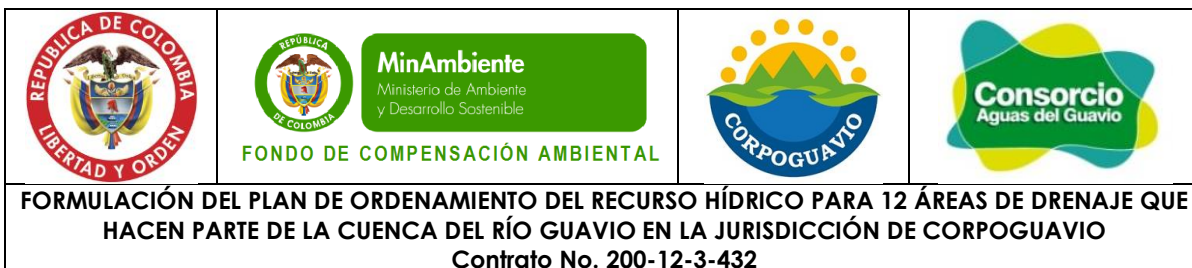 REPUBLICA DE COLOMBIA
LIBERTAD Y ORDEN
REPÚBLICA
DE COLOMBIA
MinAmbiente
Ministerio de Ambiente
y Desarrollo Sostenible
FONDO DE COMPENSACIÓN AMBIENTAL
CORPOGUAVIO
Consorcio
Aguas del Guavio
FORMULACIÓN DEL PLAN DE ORDENAMIENTO DEL RECURSO HÍDRICO PARA 12 ÁREAS DE DRENAJE QUE
HACEN PARTE DE LA CUENCA DEL RÍO GUAVIO EN LA JURISDICCIÓN DE CORPOGUAVIO
Contrato No. 200-12-3-432